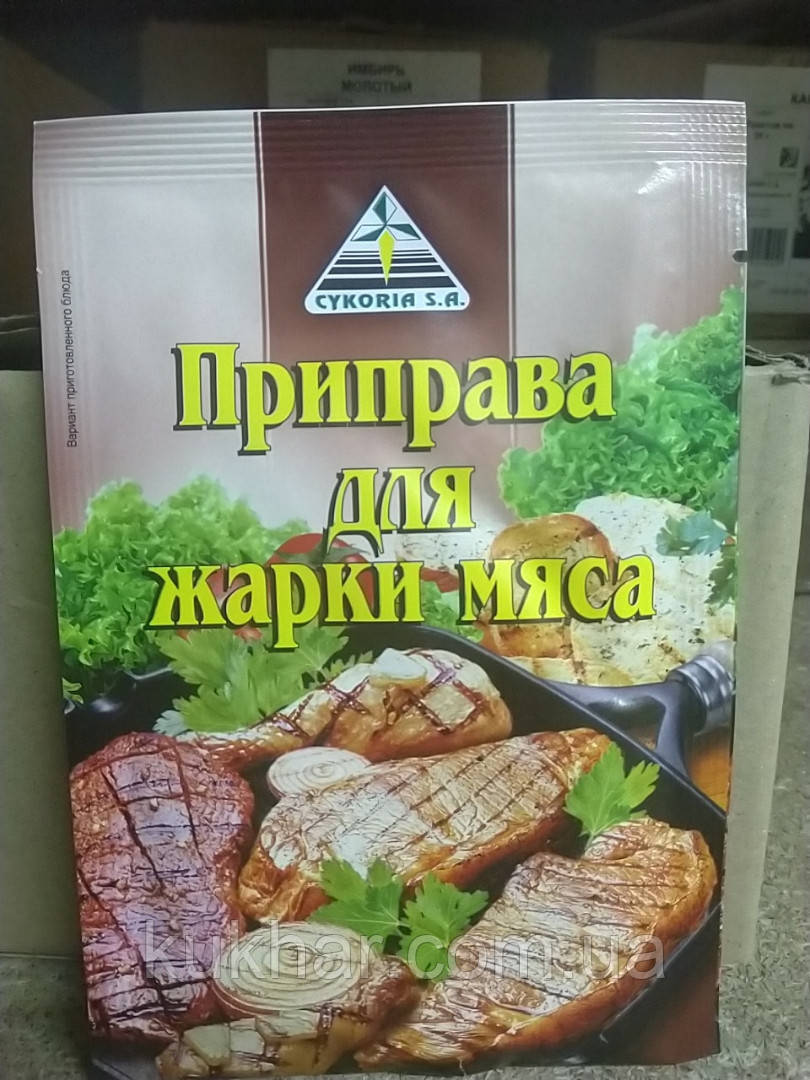 ИМБИРЬ
МОЛОТЫЙ
CYKORIA S.A.
Вариант приготовленного блюда
Приправа
для
жарки мяса
kukhar.com.ua